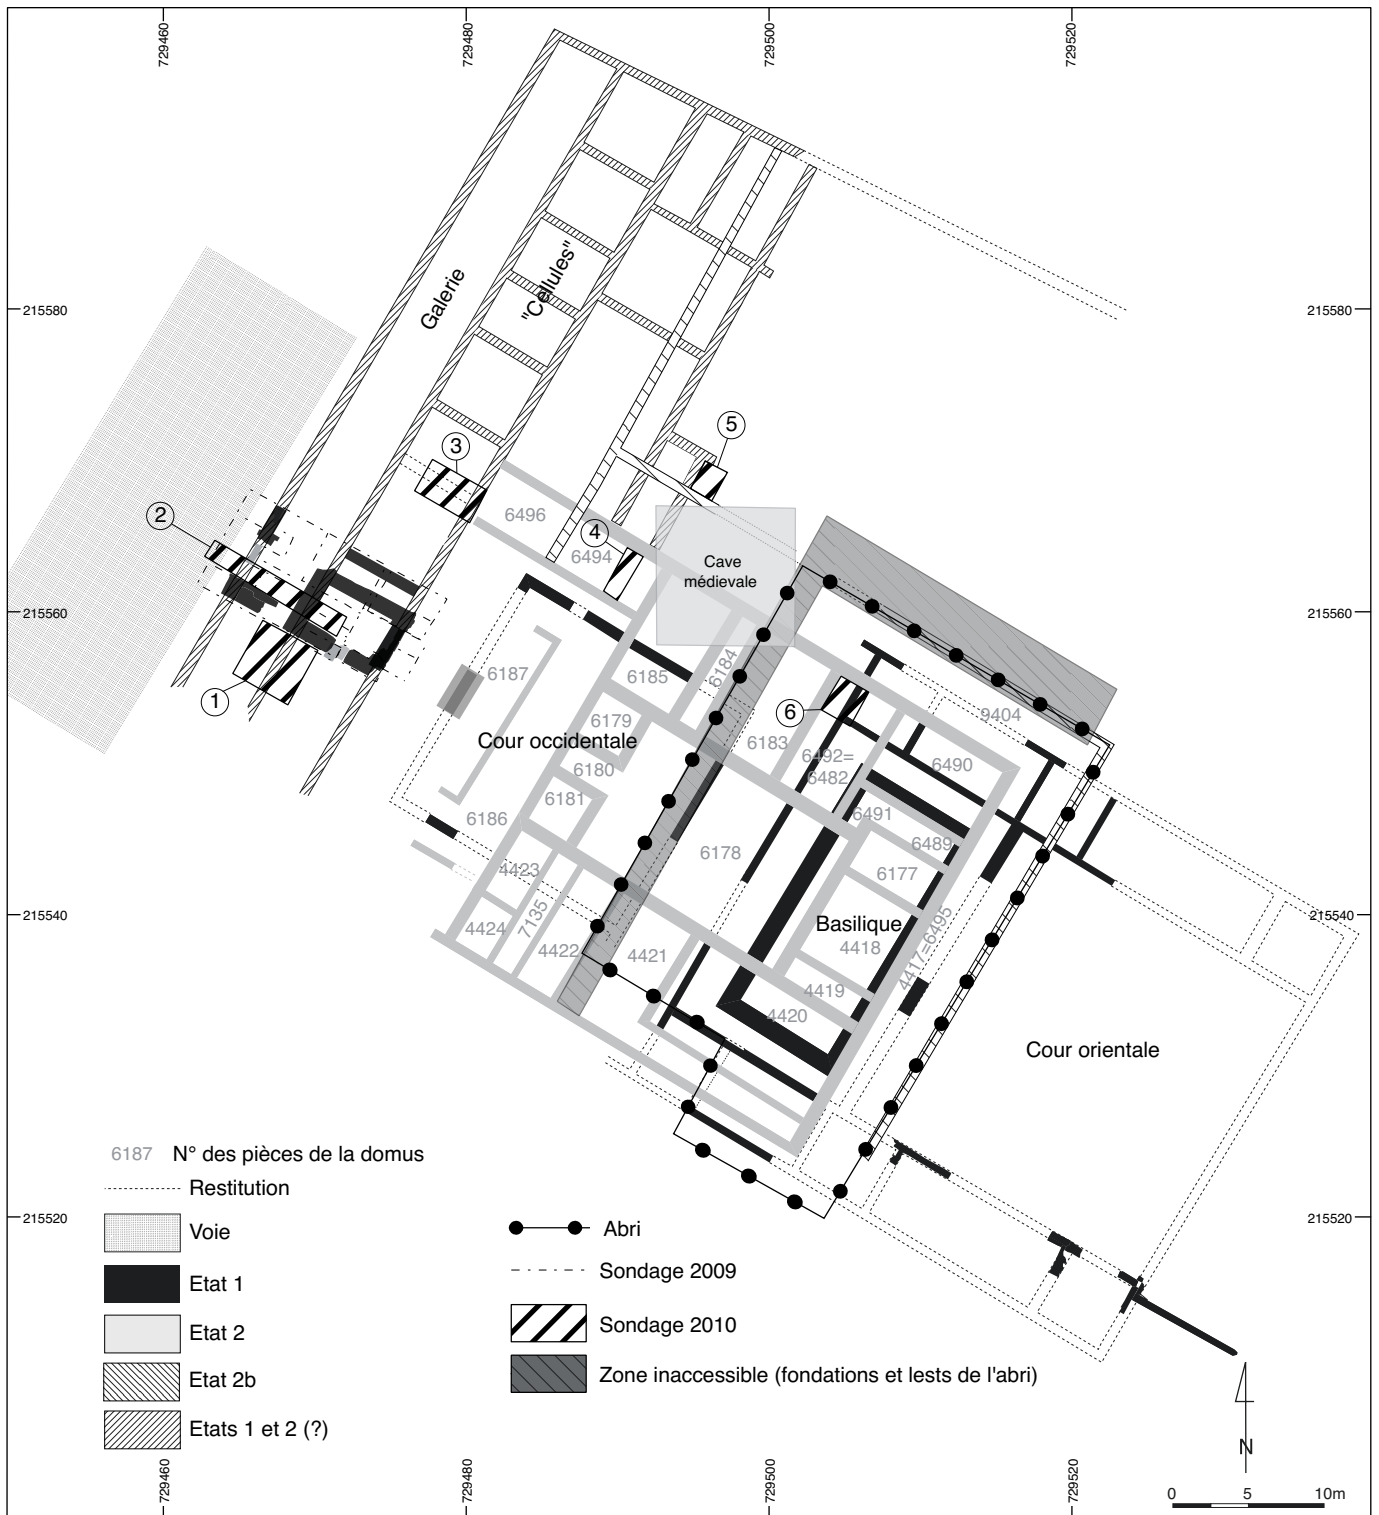 729460
729480
729500
729520
Galerie
"Cellules"
215580
215580
5
3
2
6496
4
6494
Cave
médievale
215560
215560
1
6187
6185
6184
6
9404
6179
6183
Cour occidentale
6180
6492=
6482
6490
6181
6491
6186
6178
6489
4423
6177
215540
215540
7135
4424
4422
4421
Basilique
4418
4417=6495
4419
4420
Cour orientale
6187 N° des pièces de la domus
Restitution
Voie
Etat 1
Etat 2
Etat 2b
Etats 1 et 2 (?)
Abri
Sondage 2009
Sondage 2010
Zone inaccessible (fondations et lests de l'abri)
215520
215520
N
729460
729480
729500
729520
0 5 10m